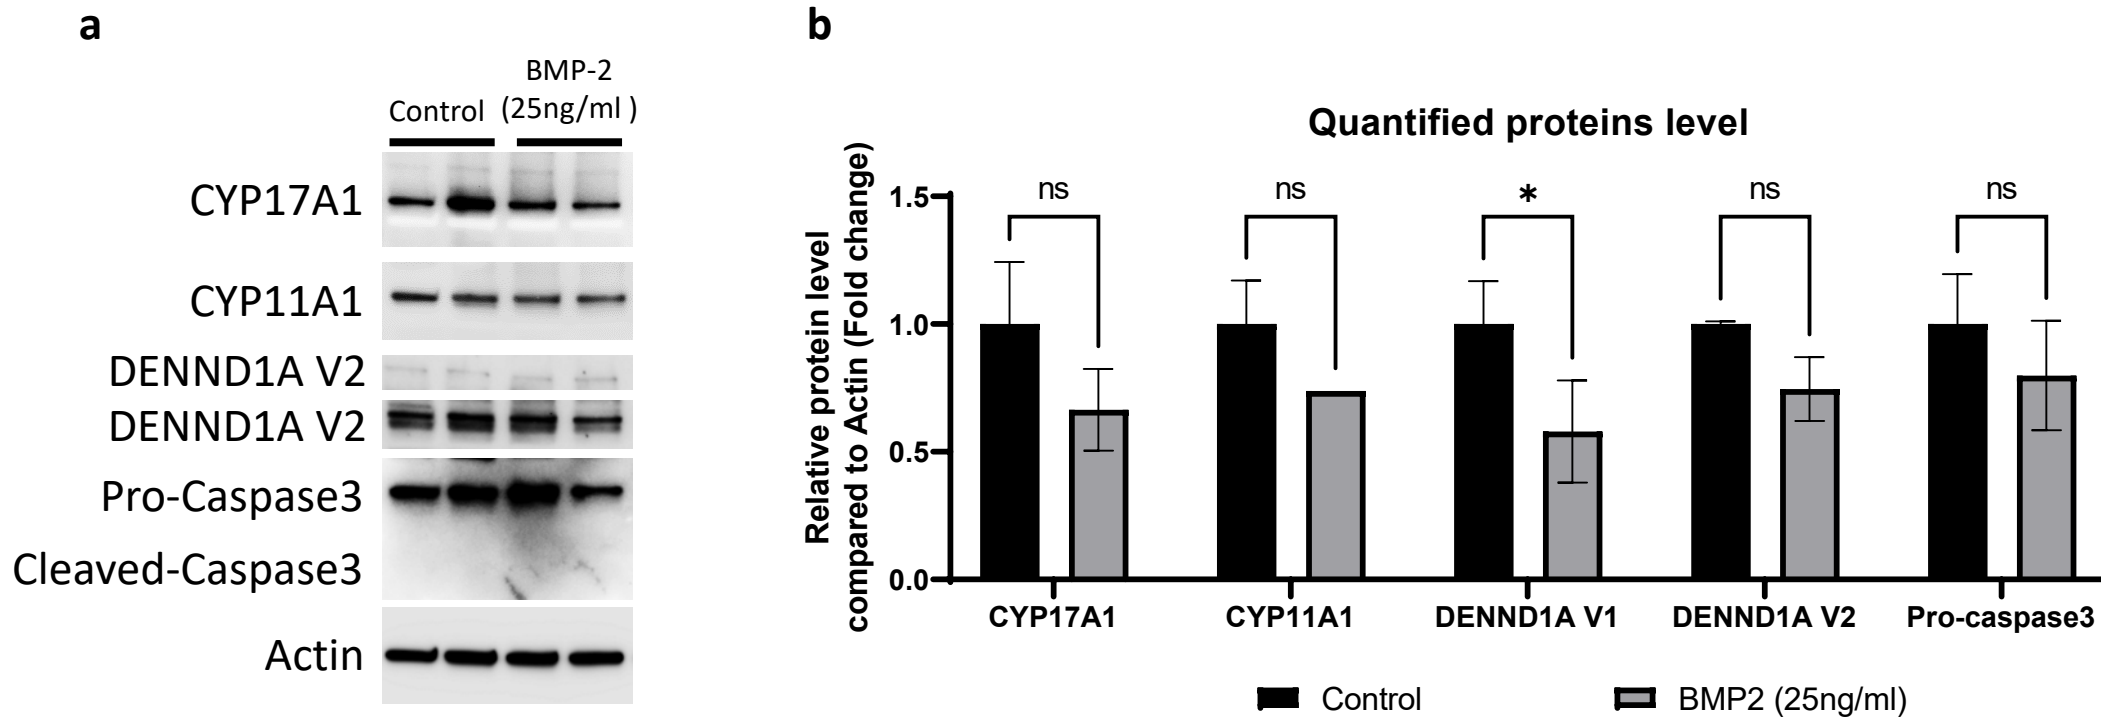 a
BMP-2
Control (25ng/ml )
CYP17A1
CYP11A1
DENND1A V2
DENND1A V2
Pro-Caspase3
Cleaved-Caspase3
Actin
b
Quantified proteins level
Relative protein level
compared to Actin (Fold change)
1.5
1.0
0.5
0.0
ns
ns
*
ns
ns
CYP17A1
CYP11A1
DENND1A V1
DENND1A V2
Pro-caspase3
Control
BMP2 (25ng/ml)